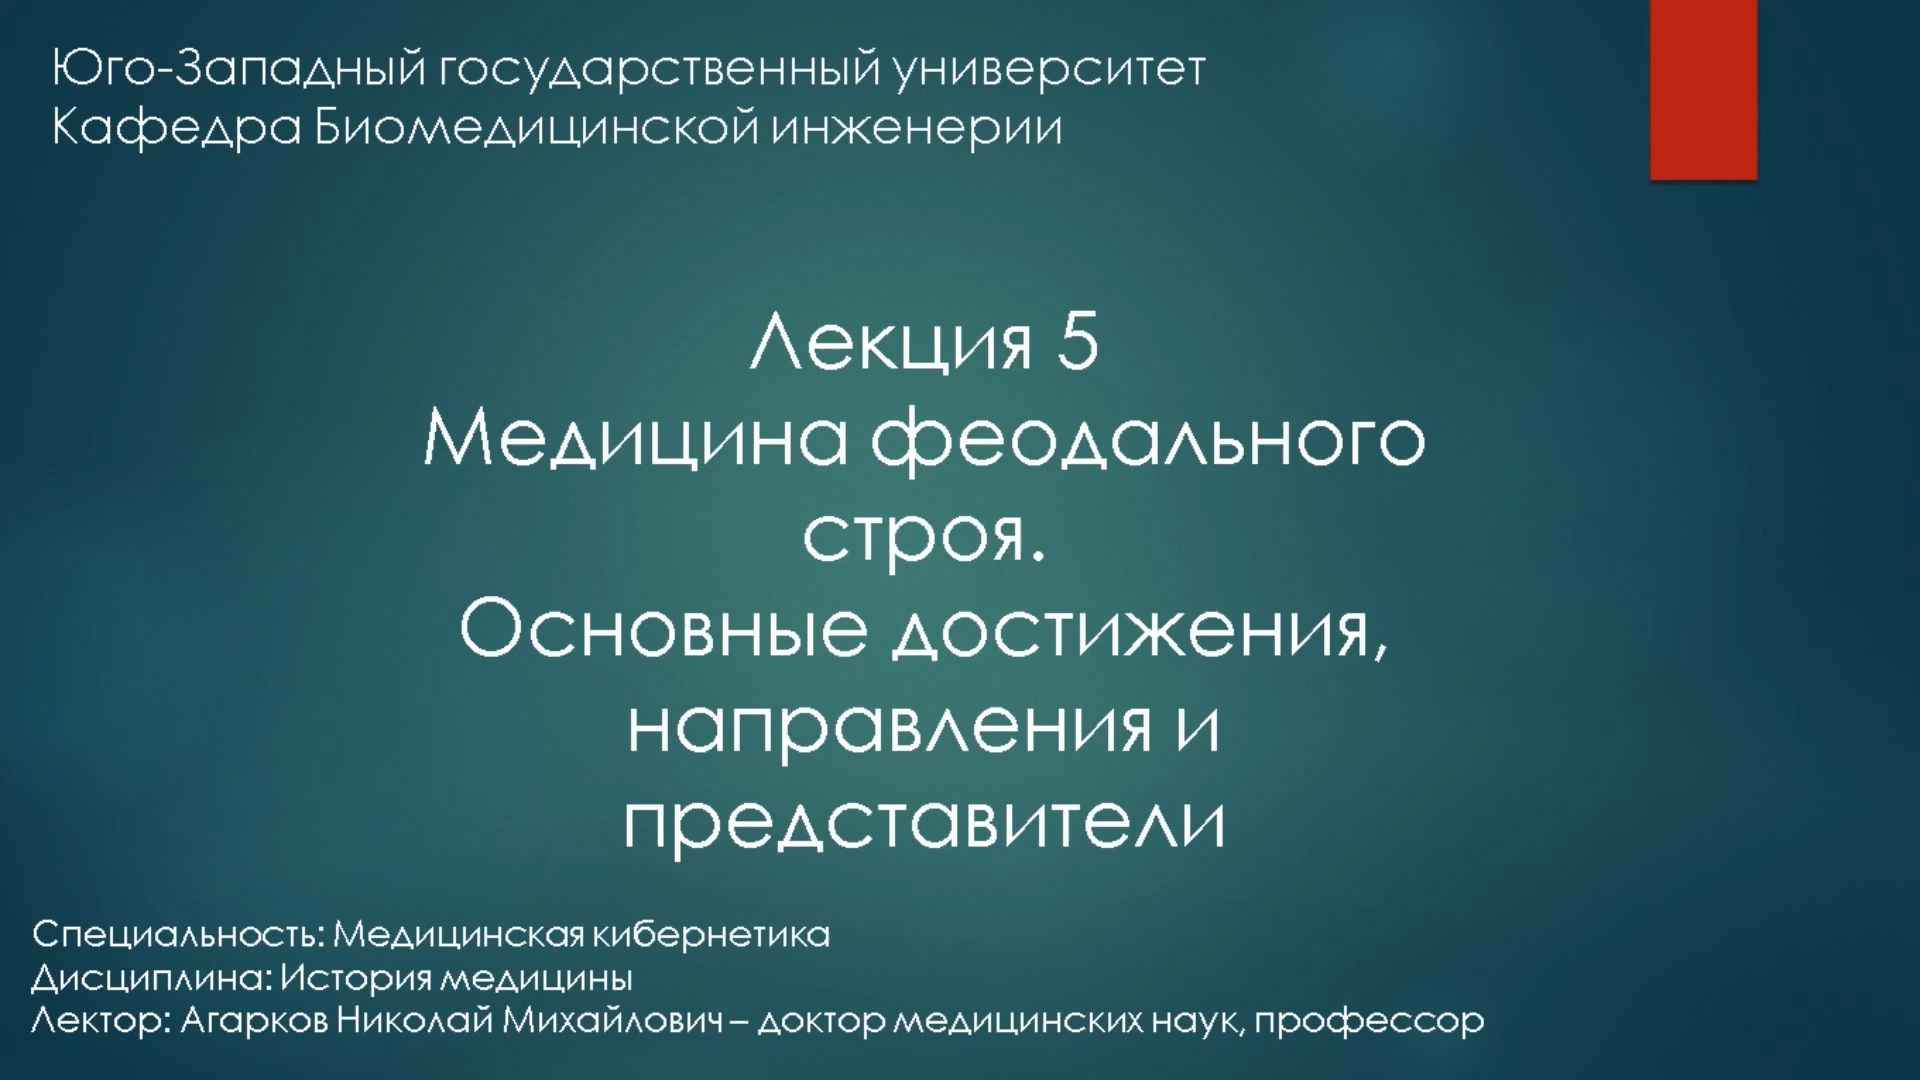 Юго-Западный государственный университет
Кафедра Биомедицинской инженерии
Лекция 5
Медицина феодального
строя.
Основные достижения,
направления и
представители
Специальность: Медицинская кибернетика
Дисциплина: История медицины
Лектор: Агарков Николай Михайлович – доктор медицинских наук, профессор